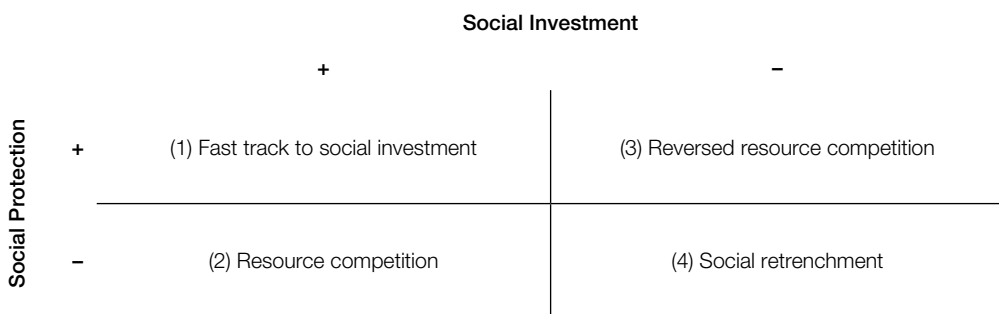 Social Investment
+ −
Social Protection
+ (1) Fast track to social investment (3) Reversed resource competition
− (2) Resource competition (4) Social retrenchment